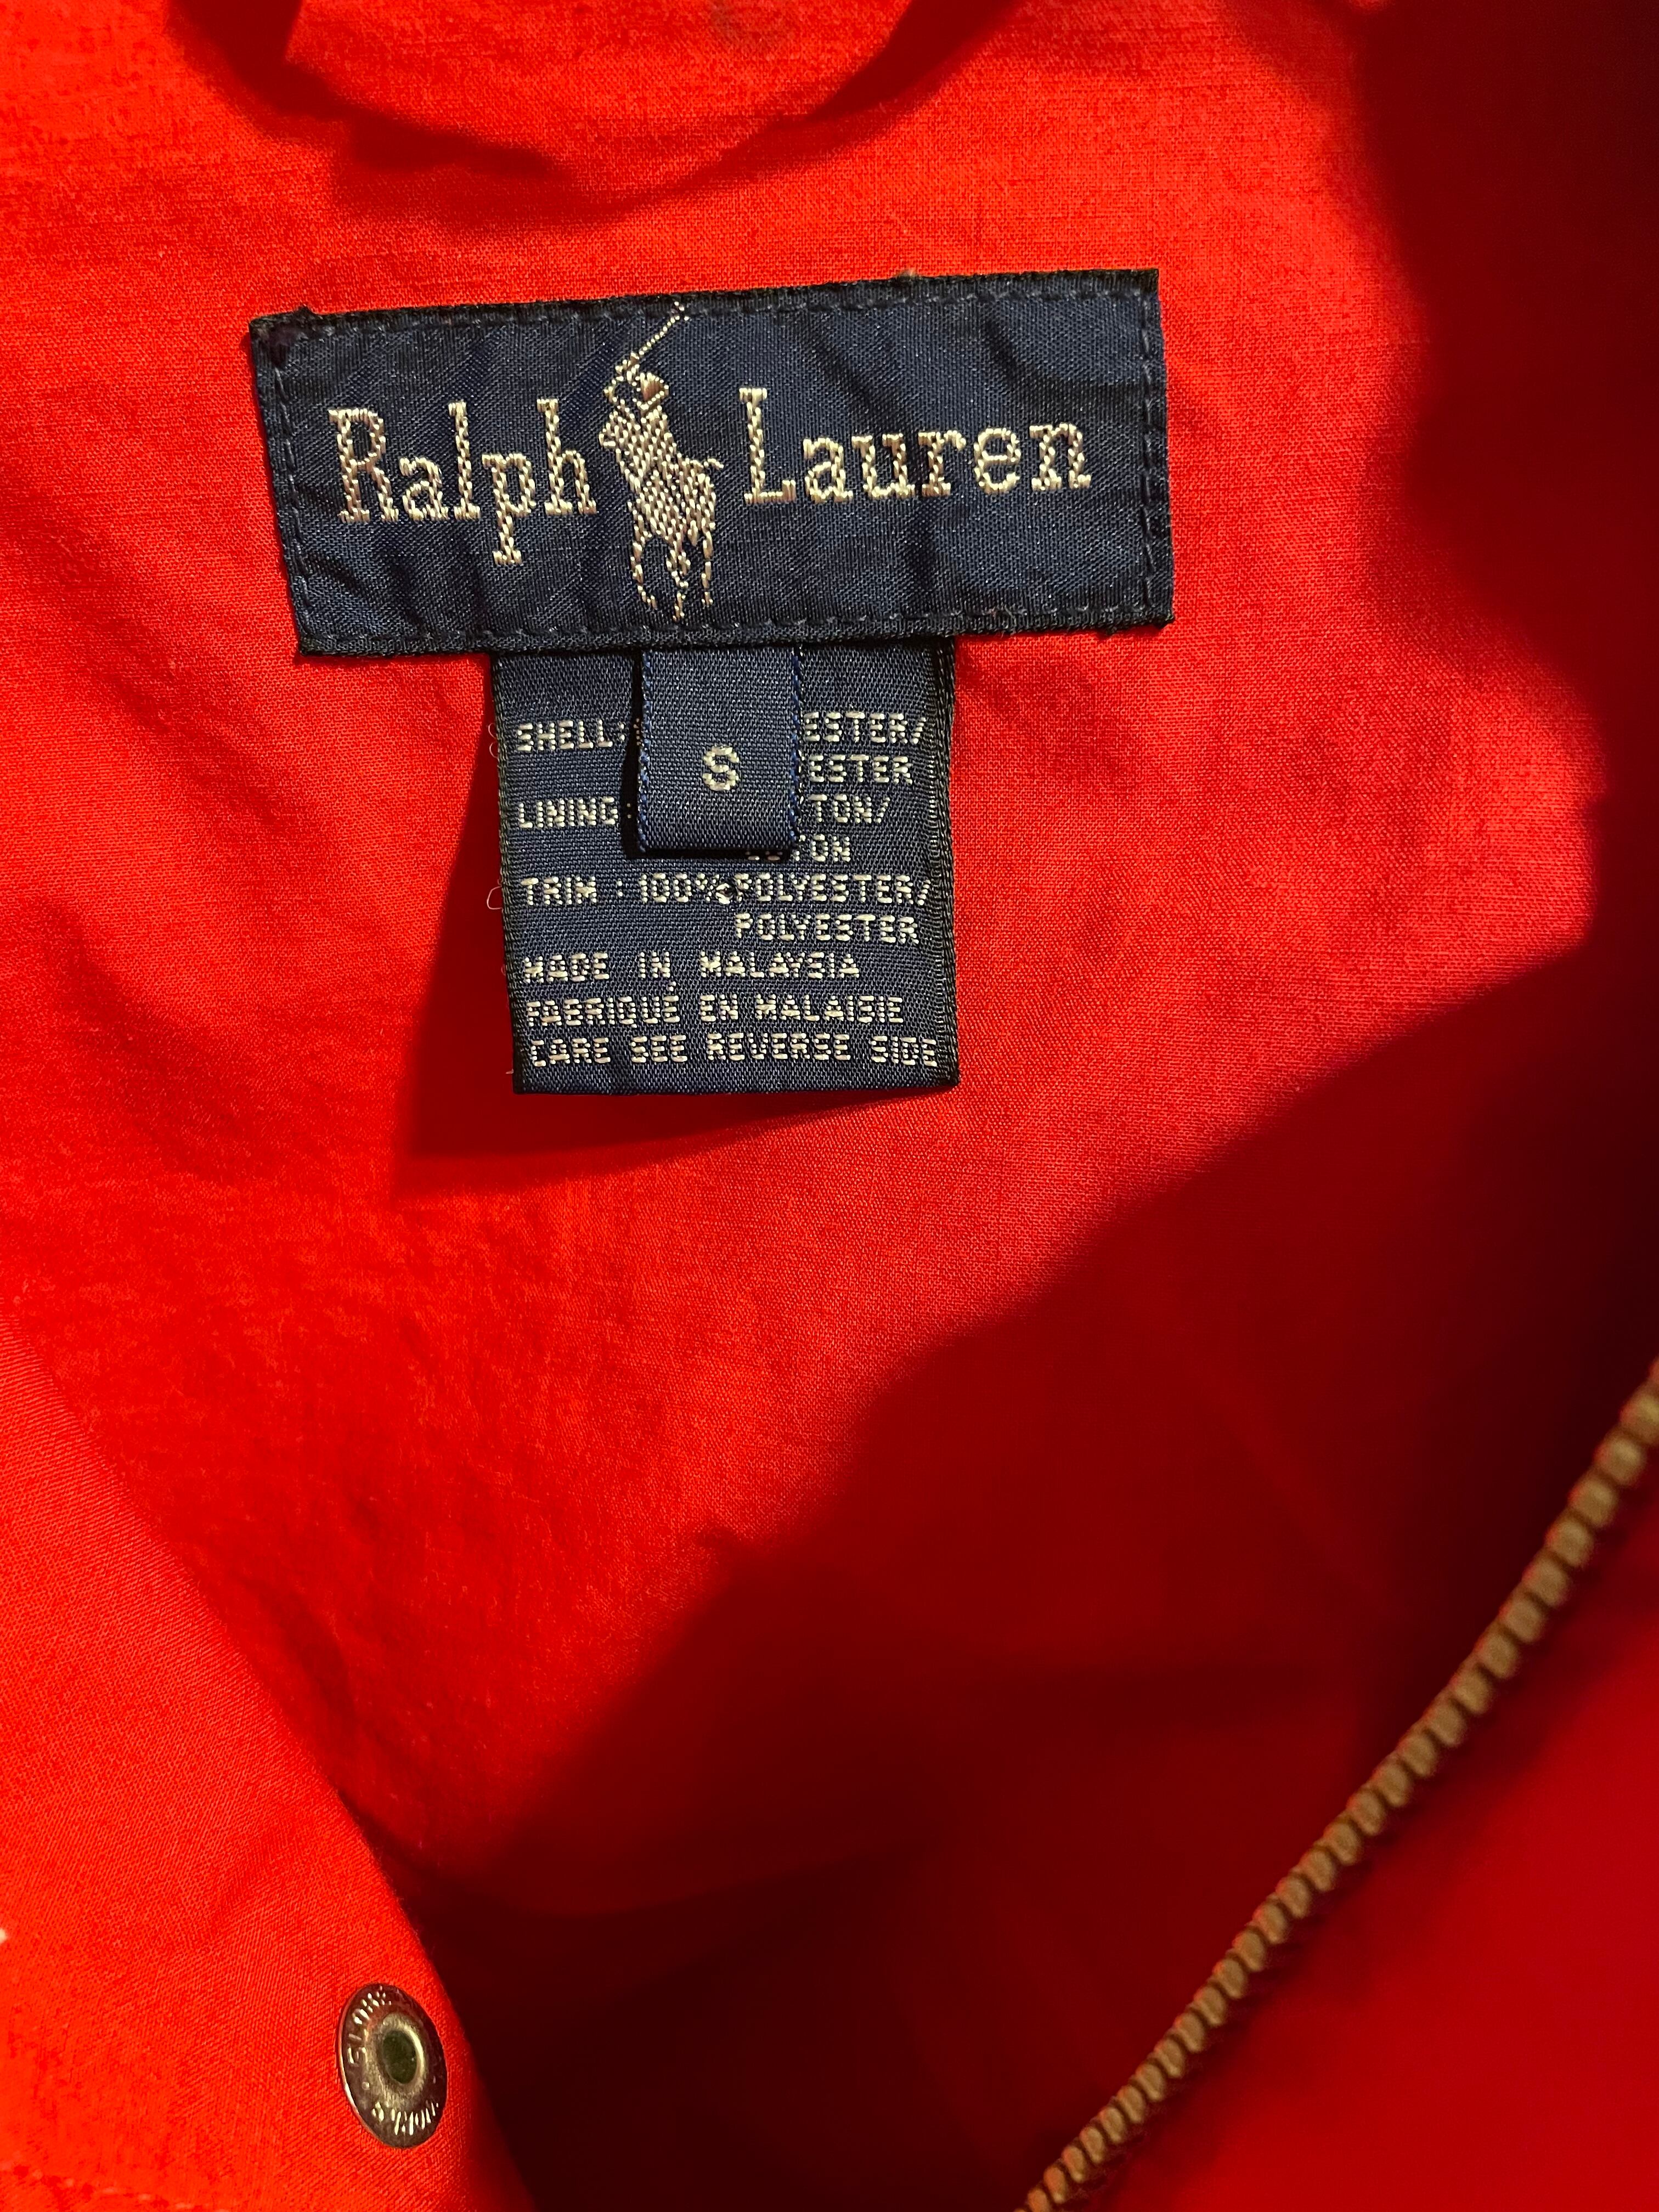 Ralph Lauren
S
SHELL: ESTER/
ESTER
LINING TON/
TON
TRIM : 100% POLYESTER/
POLYESTER
MADE IN MALAYSIA
FABRIQUÉ EN MALAISIE
CARE SEE REVERSE SIDE